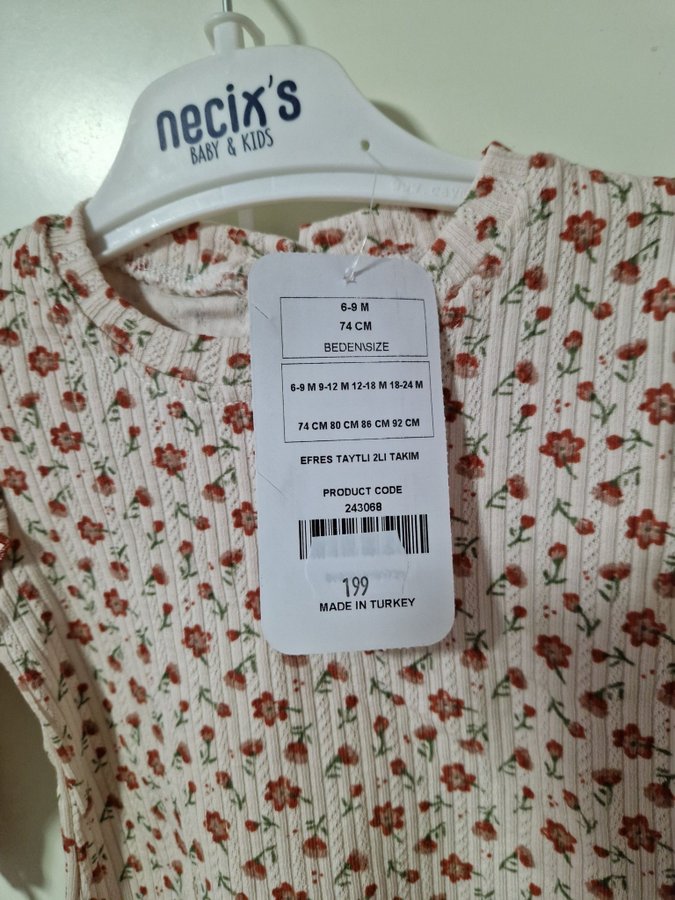 necix's
BABY & KIDS
6-9 M
74 CM
BEDEN\SIZE
6-9 M 9-12 M 12-18 M 18-24 M
74 CM 80 CM 86 CM 92 CM
EFRES TAYTLI 2LI TAKIM
PRODUCT CODE
243068
199
MADE IN TURKEY